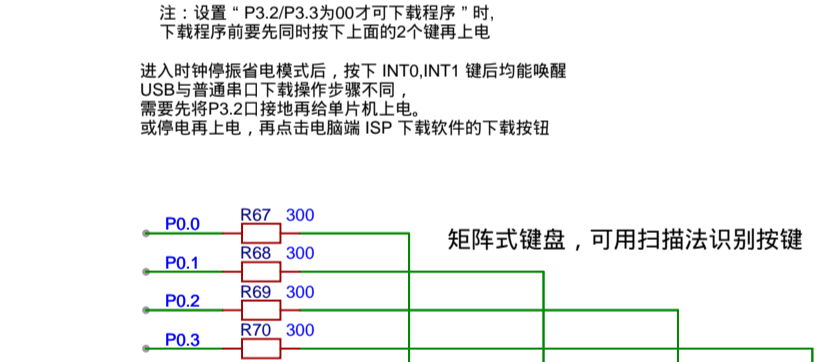 注：设置“P3.2/P3.3为00才可下载程序”时,
下载程序前要先同时按下上面的2个键再上电
进入时钟停振省电模式后，按下 INT0,INT1 键后均能唤醒
USB与普通串口下载操作步骤不同，
需要先将P3.2口接地再给单片机上电。
或停电再上电，再点击电脑端 ISP 下载软件的下载按钮
R67 300
P0.0
矩阵式键盘，可用扫描法识别按键
R68 300
P0.1
R69 300
P0.2
R70 300
P0.3